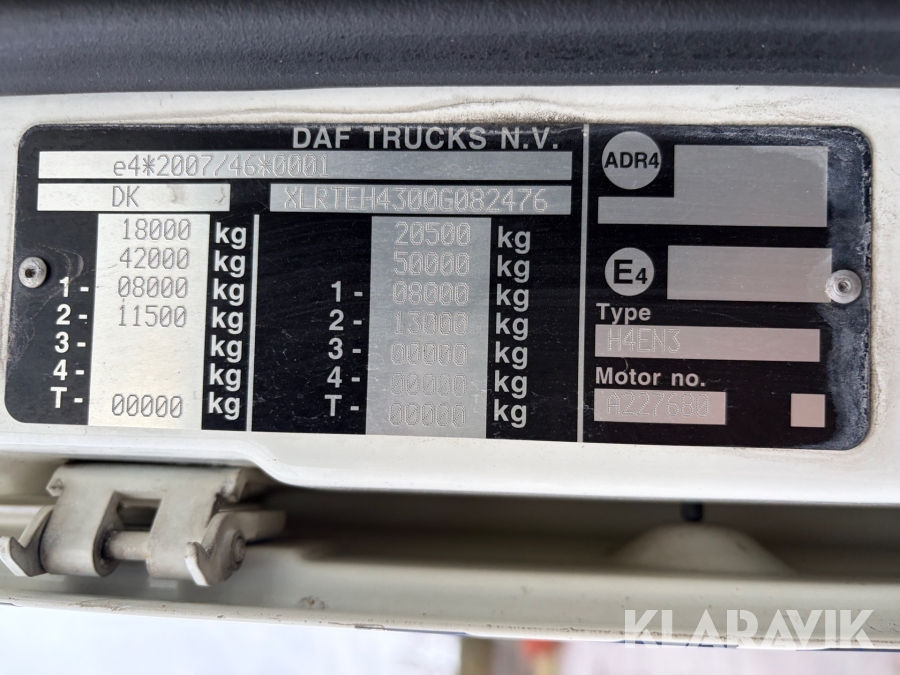 DAF TRUCKS N.V.
e4*2007/46*0001
DK
XLRTEH4300G082476
18000 kg
42000 kg
1- 08000 kg
2- 11500 kg
3- kg
4- kg
T- 00000 kg
20500 kg
50000 kg
1- 08000 kg
2- 13000 kg
3- 00000 kg
4- 00000 kg
T- 00000 kg
ADR4
E4
Type
H4EN3
Motor no.
A227680
KLARAVIK